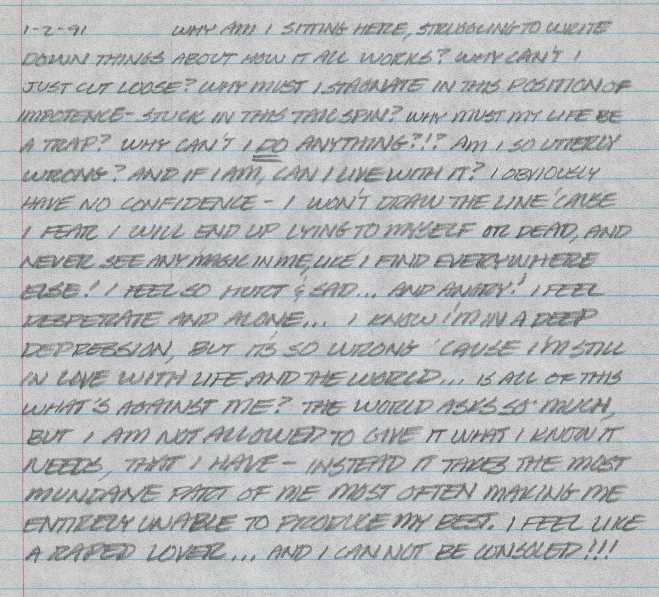 1-2-91 WHY AM I SITTING HERE, STRUGGLING TO WRITE
DOWN THINGS ABOUT HOW IT ALL WORKS? WHY CAN'T I
JUST CUT LOOSE? WHY MUST I STAGNATE IN THIS POSITION OF
IMPOTENCE - STUCK IN THIS TAILSPIN? WHY MUST MY LIFE BE
A TRAP? WHY CAN'T I DO ANYTHING?!? AM I SO UTTERLY
WRONG? AND IF I AM, CAN I LIVE WITH IT? I OBVIOUSLY
HAVE NO CONFIDENCE - I WON'T DRAW THE LINE 'CAUSE
I FEAR I WILL END UP LYING TO MYSELF OR DEAD, AND
NEVER SEE ANY MAGIC IN ME, LIKE I FIND EVERYWHERE
ELSE! I FEEL SO HURT & SAD... AND ANGRY! I FEEL
DESPERATE AND ALONE... I KNOW I'M IN A DEEP
DEPRESSION, BUT IT'S SO WRONG 'CAUSE I'M STILL
IN LOVE WITH LIFE AND THE WORLD... IS ALL OF THIS
WHAT'S AGAINST ME? THE WORLD ASKS SO MUCH,
BUT I AM NOT ALLOWED TO GIVE IT WHAT I KNOW IT
NEEDS, THAT I HAVE - INSTEAD IT TAKES THE MOST
MUNDANE PART OF ME MOST OFTEN MAKING ME
ENTIRELY UNABLE TO PRODUCE MY BEST. I FEEL LIKE
A RAPED LOVER... AND I CAN NOT BE CONSOLED!!!